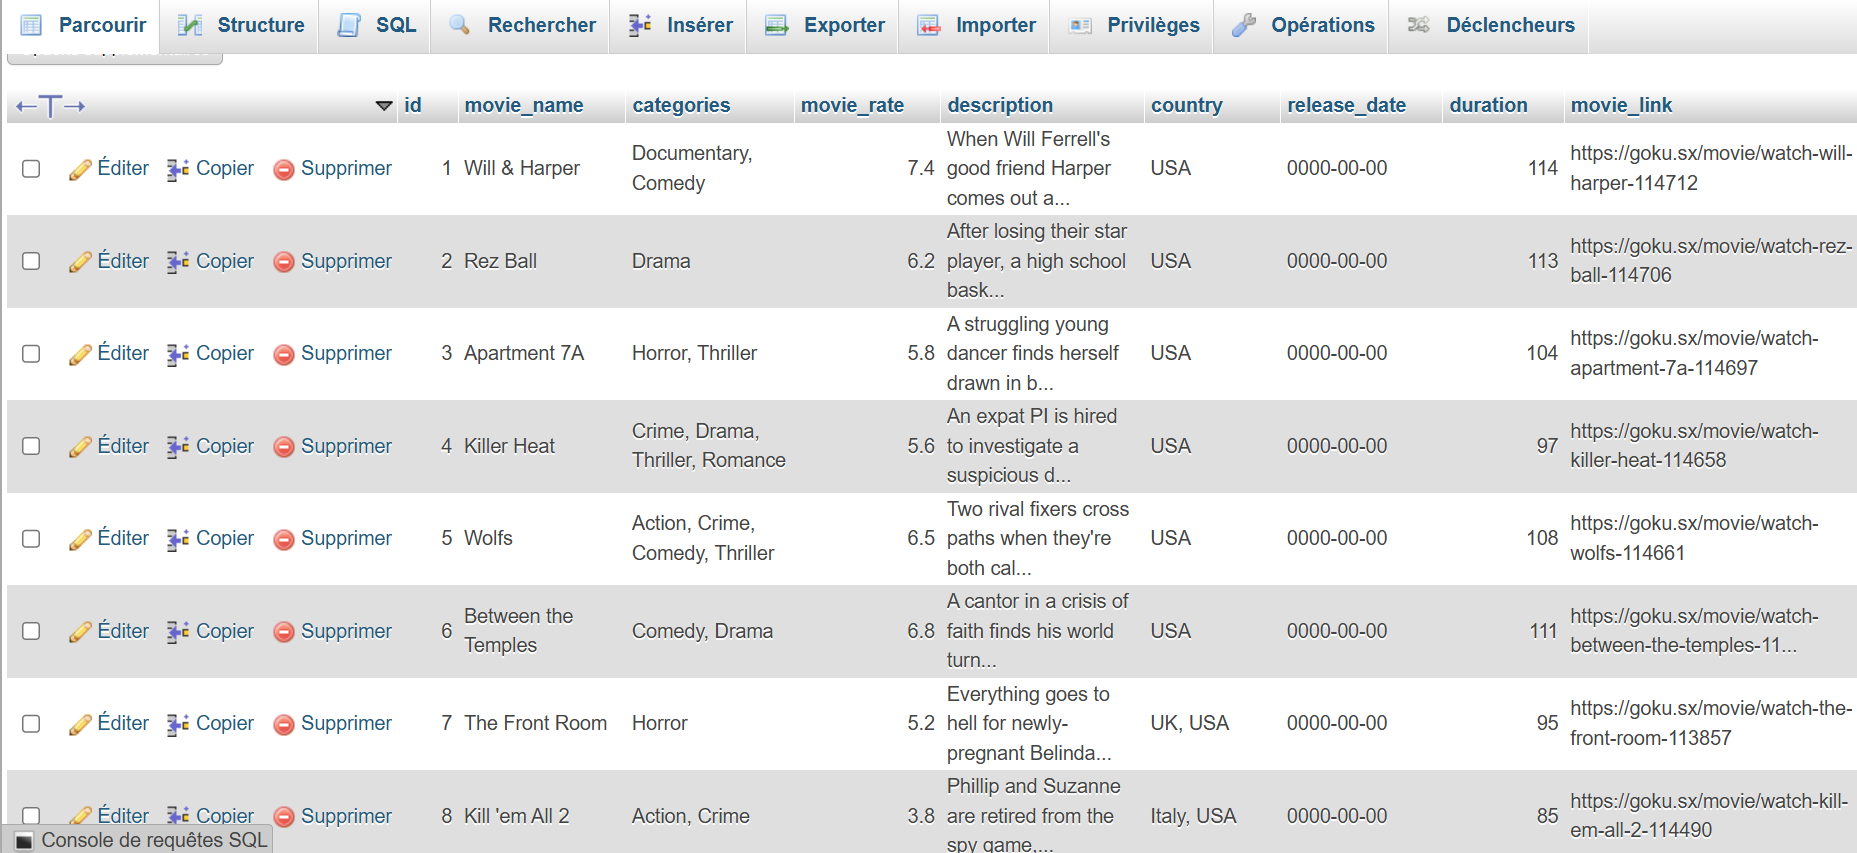 Parcourir Structure SQL Rechercher Insérer Exporter Importer Privilèges Opérations Déclencheurs
id movie_name categories movie_rate description country release_date duration movie_link
Éditer Copier Supprimer 1 Will & Harper Documentary, Comedy 7.4 When Will Ferrell's good friend Harper comes out a... USA 0000-00-00 114 https://goku.sx/movie/watch-will-harper-114712
Éditer Copier Supprimer 2 Rez Ball Drama 6.2 After losing their star player, a high school bask... USA 0000-00-00 113 https://goku.sx/movie/watch-rez-ball-114706
Éditer Copier Supprimer 3 Apartment 7A Horror, Thriller 5.8 A struggling young dancer finds herself drawn in b... USA 0000-00-00 104 https://goku.sx/movie/watch-apartment-7a-114697
Éditer Copier Supprimer 4 Killer Heat Crime, Drama, Thriller, Romance 5.6 An expat PI is hired to investigate a suspicious d... USA 0000-00-00 97 https://goku.sx/movie/watch-killer-heat-114658
Éditer Copier Supprimer 5 Wolfs Action, Crime, Comedy, Thriller 6.5 Two rival fixers cross paths when they're both cal... USA 0000-00-00 108 https://goku.sx/movie/watch-wolfs-114661
Éditer Copier Supprimer 6 Between the Temples Comedy, Drama 6.8 A cantor in a crisis of faith finds his world turn... USA 0000-00-00 111 https://goku.sx/movie/watch-between-the-temples-11...
Éditer Copier Supprimer 7 The Front Room Horror 5.2 Everything goes to hell for newly-pregnant Belinda... UK, USA 0000-00-00 95 https://goku.sx/movie/watch-the-front-room-113857
Éditer Copier Supprimer 8 Kill 'em All 2 Action, Crime 3.8 Phillip and Suzanne are retired from the spy game,... Italy, USA 0000-00-00 85 https://goku.sx/movie/watch-kill-em-all-2-114490
Console de requêtes SQL